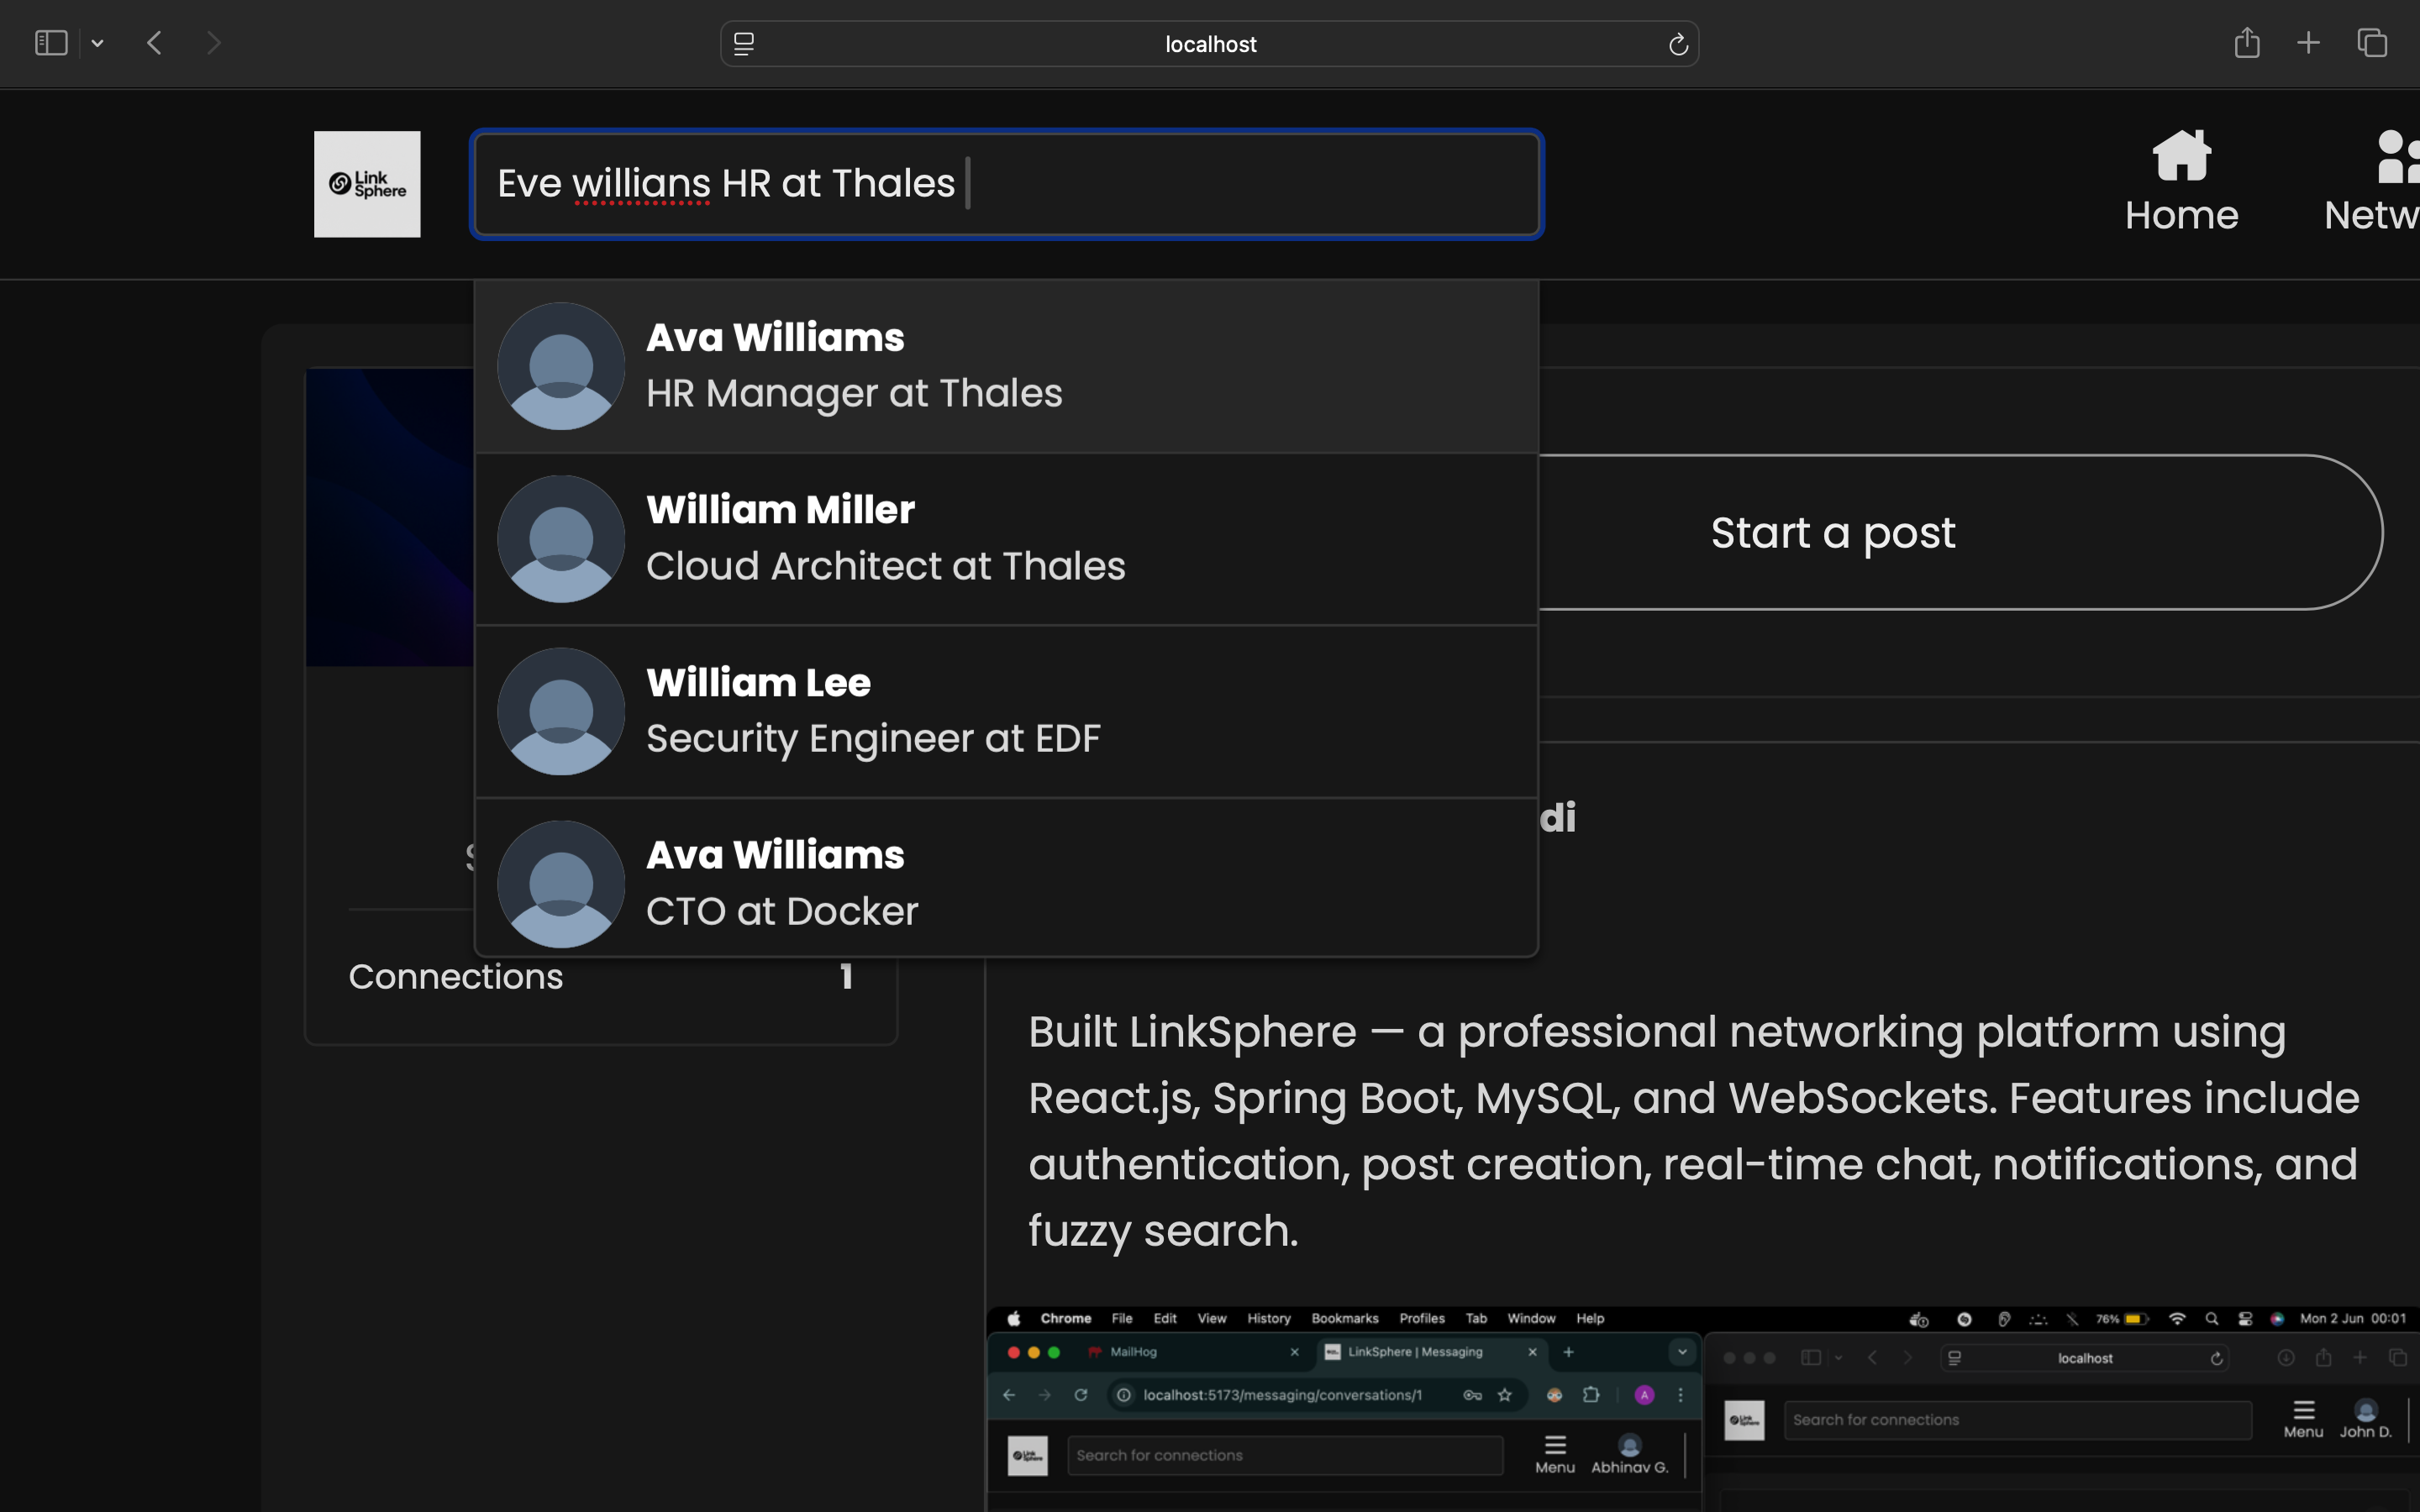 localhost
Link
Sphere
Eve willians HR at Thales
Home
Netw
Ava Williams
HR Manager at Thales
William Miller
Cloud Architect at Thales
William Lee
Security Engineer at EDF
Ava Williams
CTO at Docker
Start a post
di
S
Connections 1
Built LinkSphere — a professional networking platform using
React.js, Spring Boot, MySQL, and WebSockets. Features include
authentication, post creation, real-time chat, notifications, and
fuzzy search.
Chrome File Edit View History Bookmarks Profiles Tab Window Help 76% Mon 2 Jun 00:01
MailHog
LinkSphere | Messaging
localhost
localhost:5173/messaging/conversations/1
A
Link
Sphere
Search for connections
Menu
John D.
Link
Sphere
Search for connections
Menu
Abhinav G.